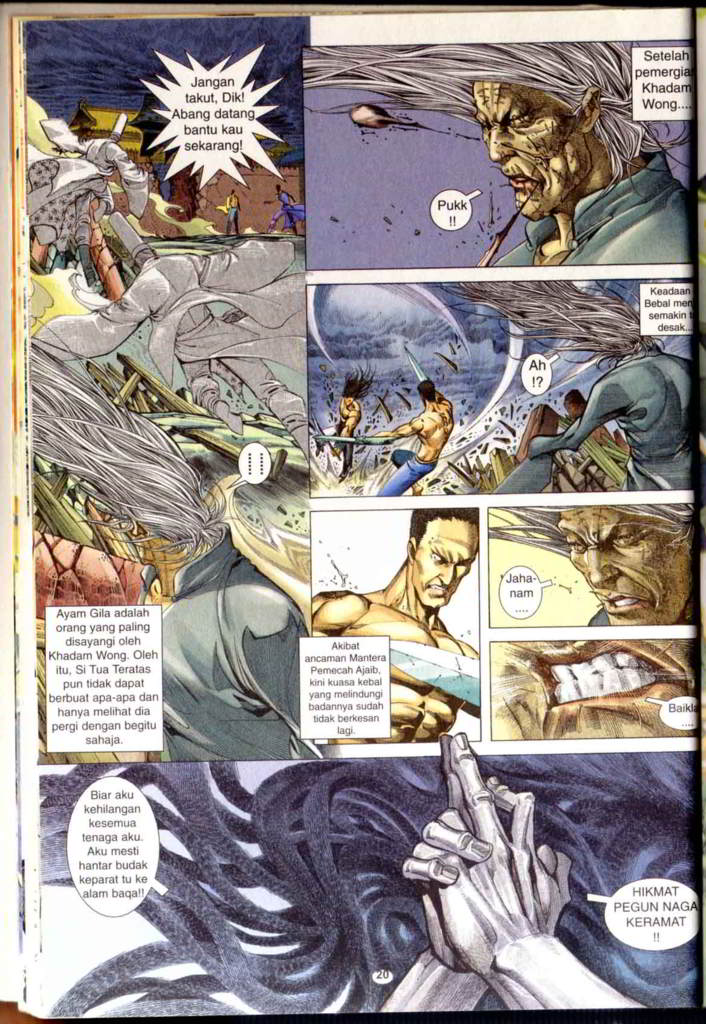 Jangan
takut, Dik!
Abang datang
bantu kau
sekarang!
Setelah
pemergia
Khadam
Wong....
Pukk
!!
Keadaan
Bebal men
semakin t
desak...
Ah
!?
Ayam Gila adalah
orang yang paling
disayangi oleh
Khadam Wong. Oleh
itu, Si Tua Teratas
pun tidak dapat
berbuat apa-apa dan
hanya melihat dia
pergi dengan begitu
sahaja.
Akibat
ancaman Mantera
Pemecah Ajaib,
kini kuasa kebal
yang melindungi
badannya sudah
tidak berkesan
lagi.
Jaha-
nam
....
Baikla
....
Biar aku
kehilangan
kesemua
tenaga aku.
Aku mesti
hantar budak
keparat tu ke
alam baqa!!
HIKMAT
PEGUN NAGA
KERAMAT
!!
20